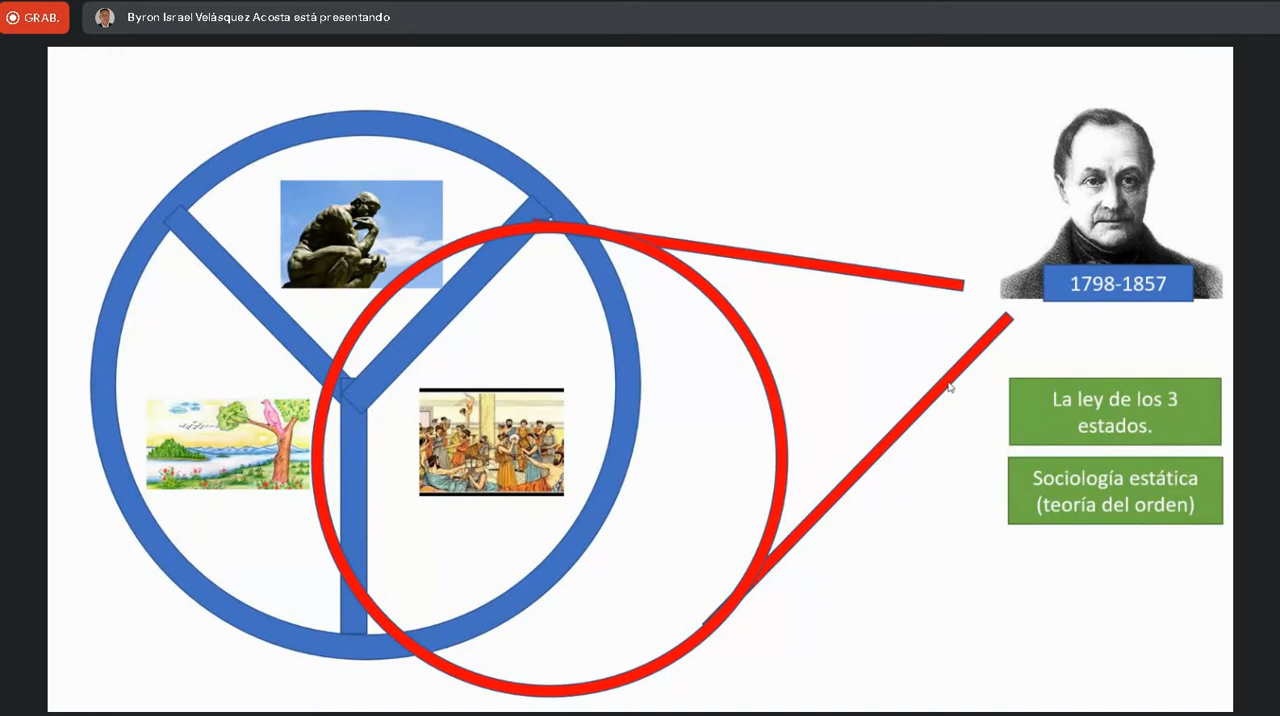 GRAB.
Byron Israel Velásquez Acosta está presentando
1798-1857
La ley de los 3
estados.
Sociología estática
(teoría del orden)